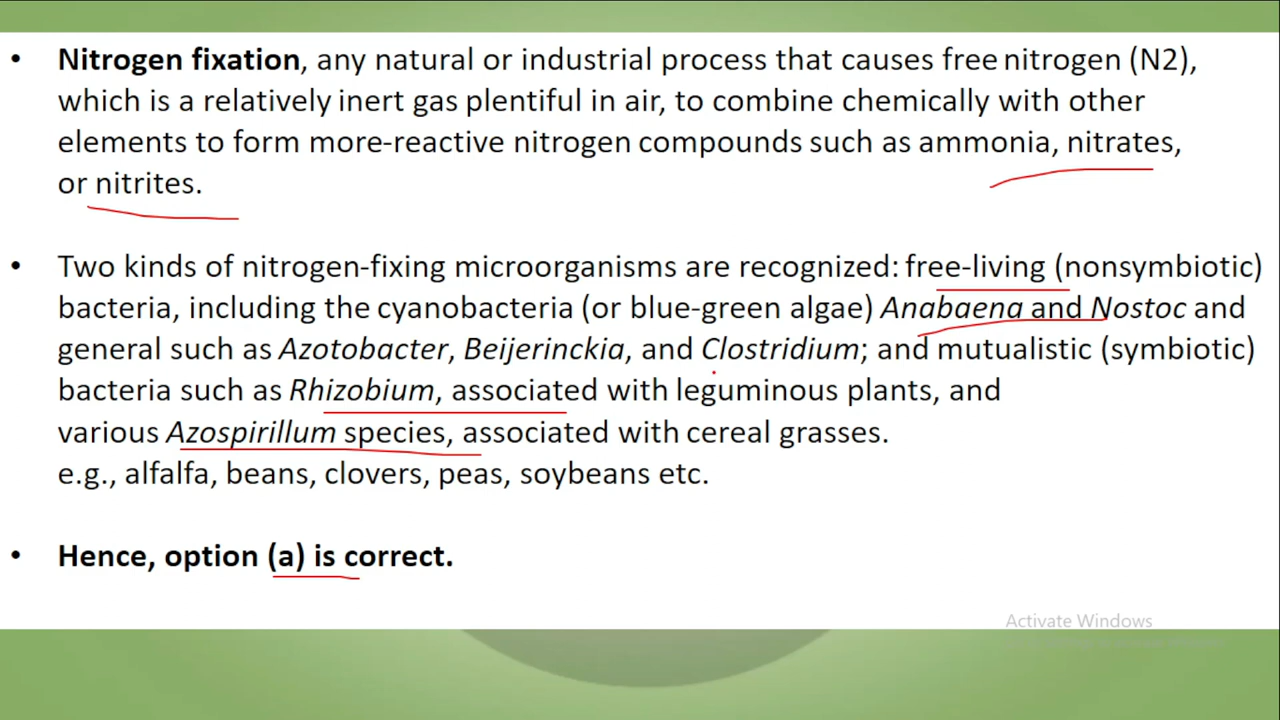 • Nitrogen fixation, any natural or industrial process that causes free nitrogen (N2),
which is a relatively inert gas plentiful in air, to combine chemically with other
elements to form more-reactive nitrogen compounds such as ammonia, nitrates,
or nitrites.
• Two kinds of nitrogen-fixing microorganisms are recognized: free-living (nonsymbiotic)
bacteria, including the cyanobacteria (or blue-green algae) Anabaena and Nostoc and
general such as Azotobacter, Beijerinckia, and Clostridium; and mutualistic (symbiotic)
bacteria such as Rhizobium, associated with leguminous plants, and
various Azospirillum species, associated with cereal grasses.
e.g., alfalfa, beans, clovers, peas, soybeans etc.
• Hence, option (a) is correct.
Activate Windows